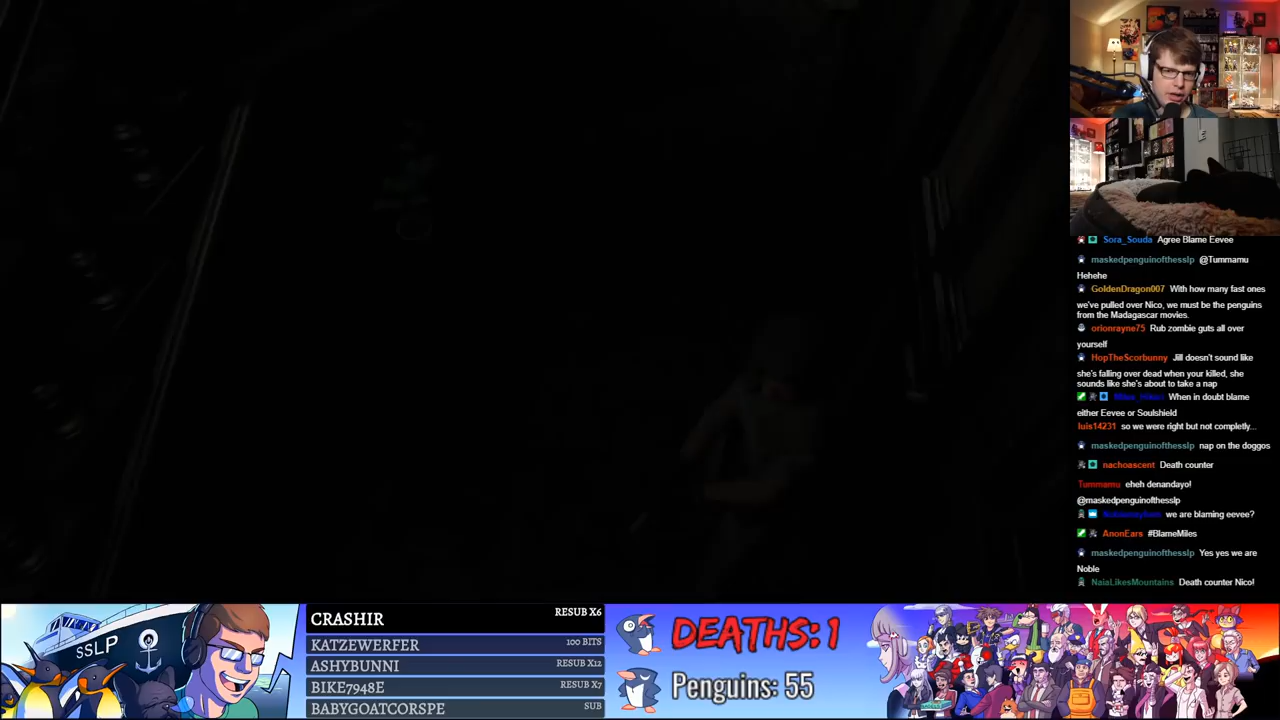 Sora_Souda Agree Blame Eevee
maskedpenguinofthesslp @Tummamu
Hehehe
GoldenDragon007 With how many fast ones
we've pulled over Nico, we must be the penguins
from the Madagascar movies.
orionrayne75 Rub zombie guts all over
yourself
HopTheScorbunny Jill doesn't sound like
she's falling over dead when your killed, she
sounds like she's about to take a nap
When in doubt blame
either Eevee or Soulshield
luis14231 so we were right but not completly...
maskedpenguinofthesslp nap on the doggos
nachoascent Death counter
Tummamu eheh denandayo!
@maskedpenguinofthesslp
we are blaming eevee?
AnonEars #BlameMiles
maskedpenguinofthesslp Yes yes we are
Noble
NaiaLikesMountains Death counter Nico!
SSLP
CRASHIR RESUB X6
KATZEWERFER 100 BITS
ASHYBUNNI RESUB X12
BIKE7948E RESUB X7
BABYGOATCORSPE SUB
DEATHS: 1
Penguins: 55